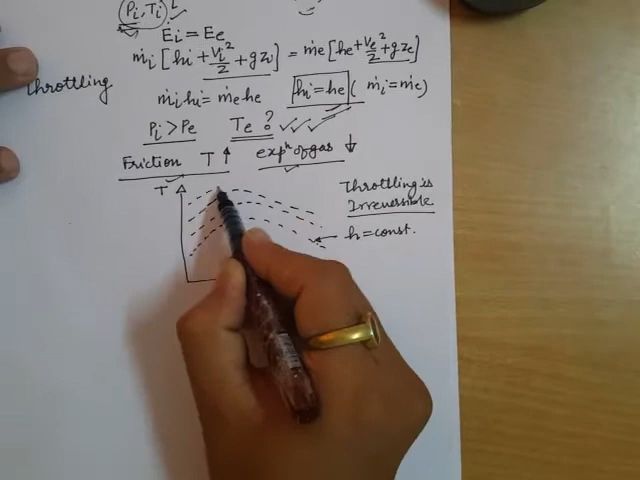 Pi, Ti
Ei = Ee
ṁi [hi + Vi²/2 + gzi] = ṁe [he + Ve²/2 + gze]
Throttling
ṁi hi = ṁe he hi = he ( ṁi = ṁe)
Pi > Pe Te ?
Friction T ↑ expⁿ of gas ↓
T
Throttling is
Irreversible
h = const.